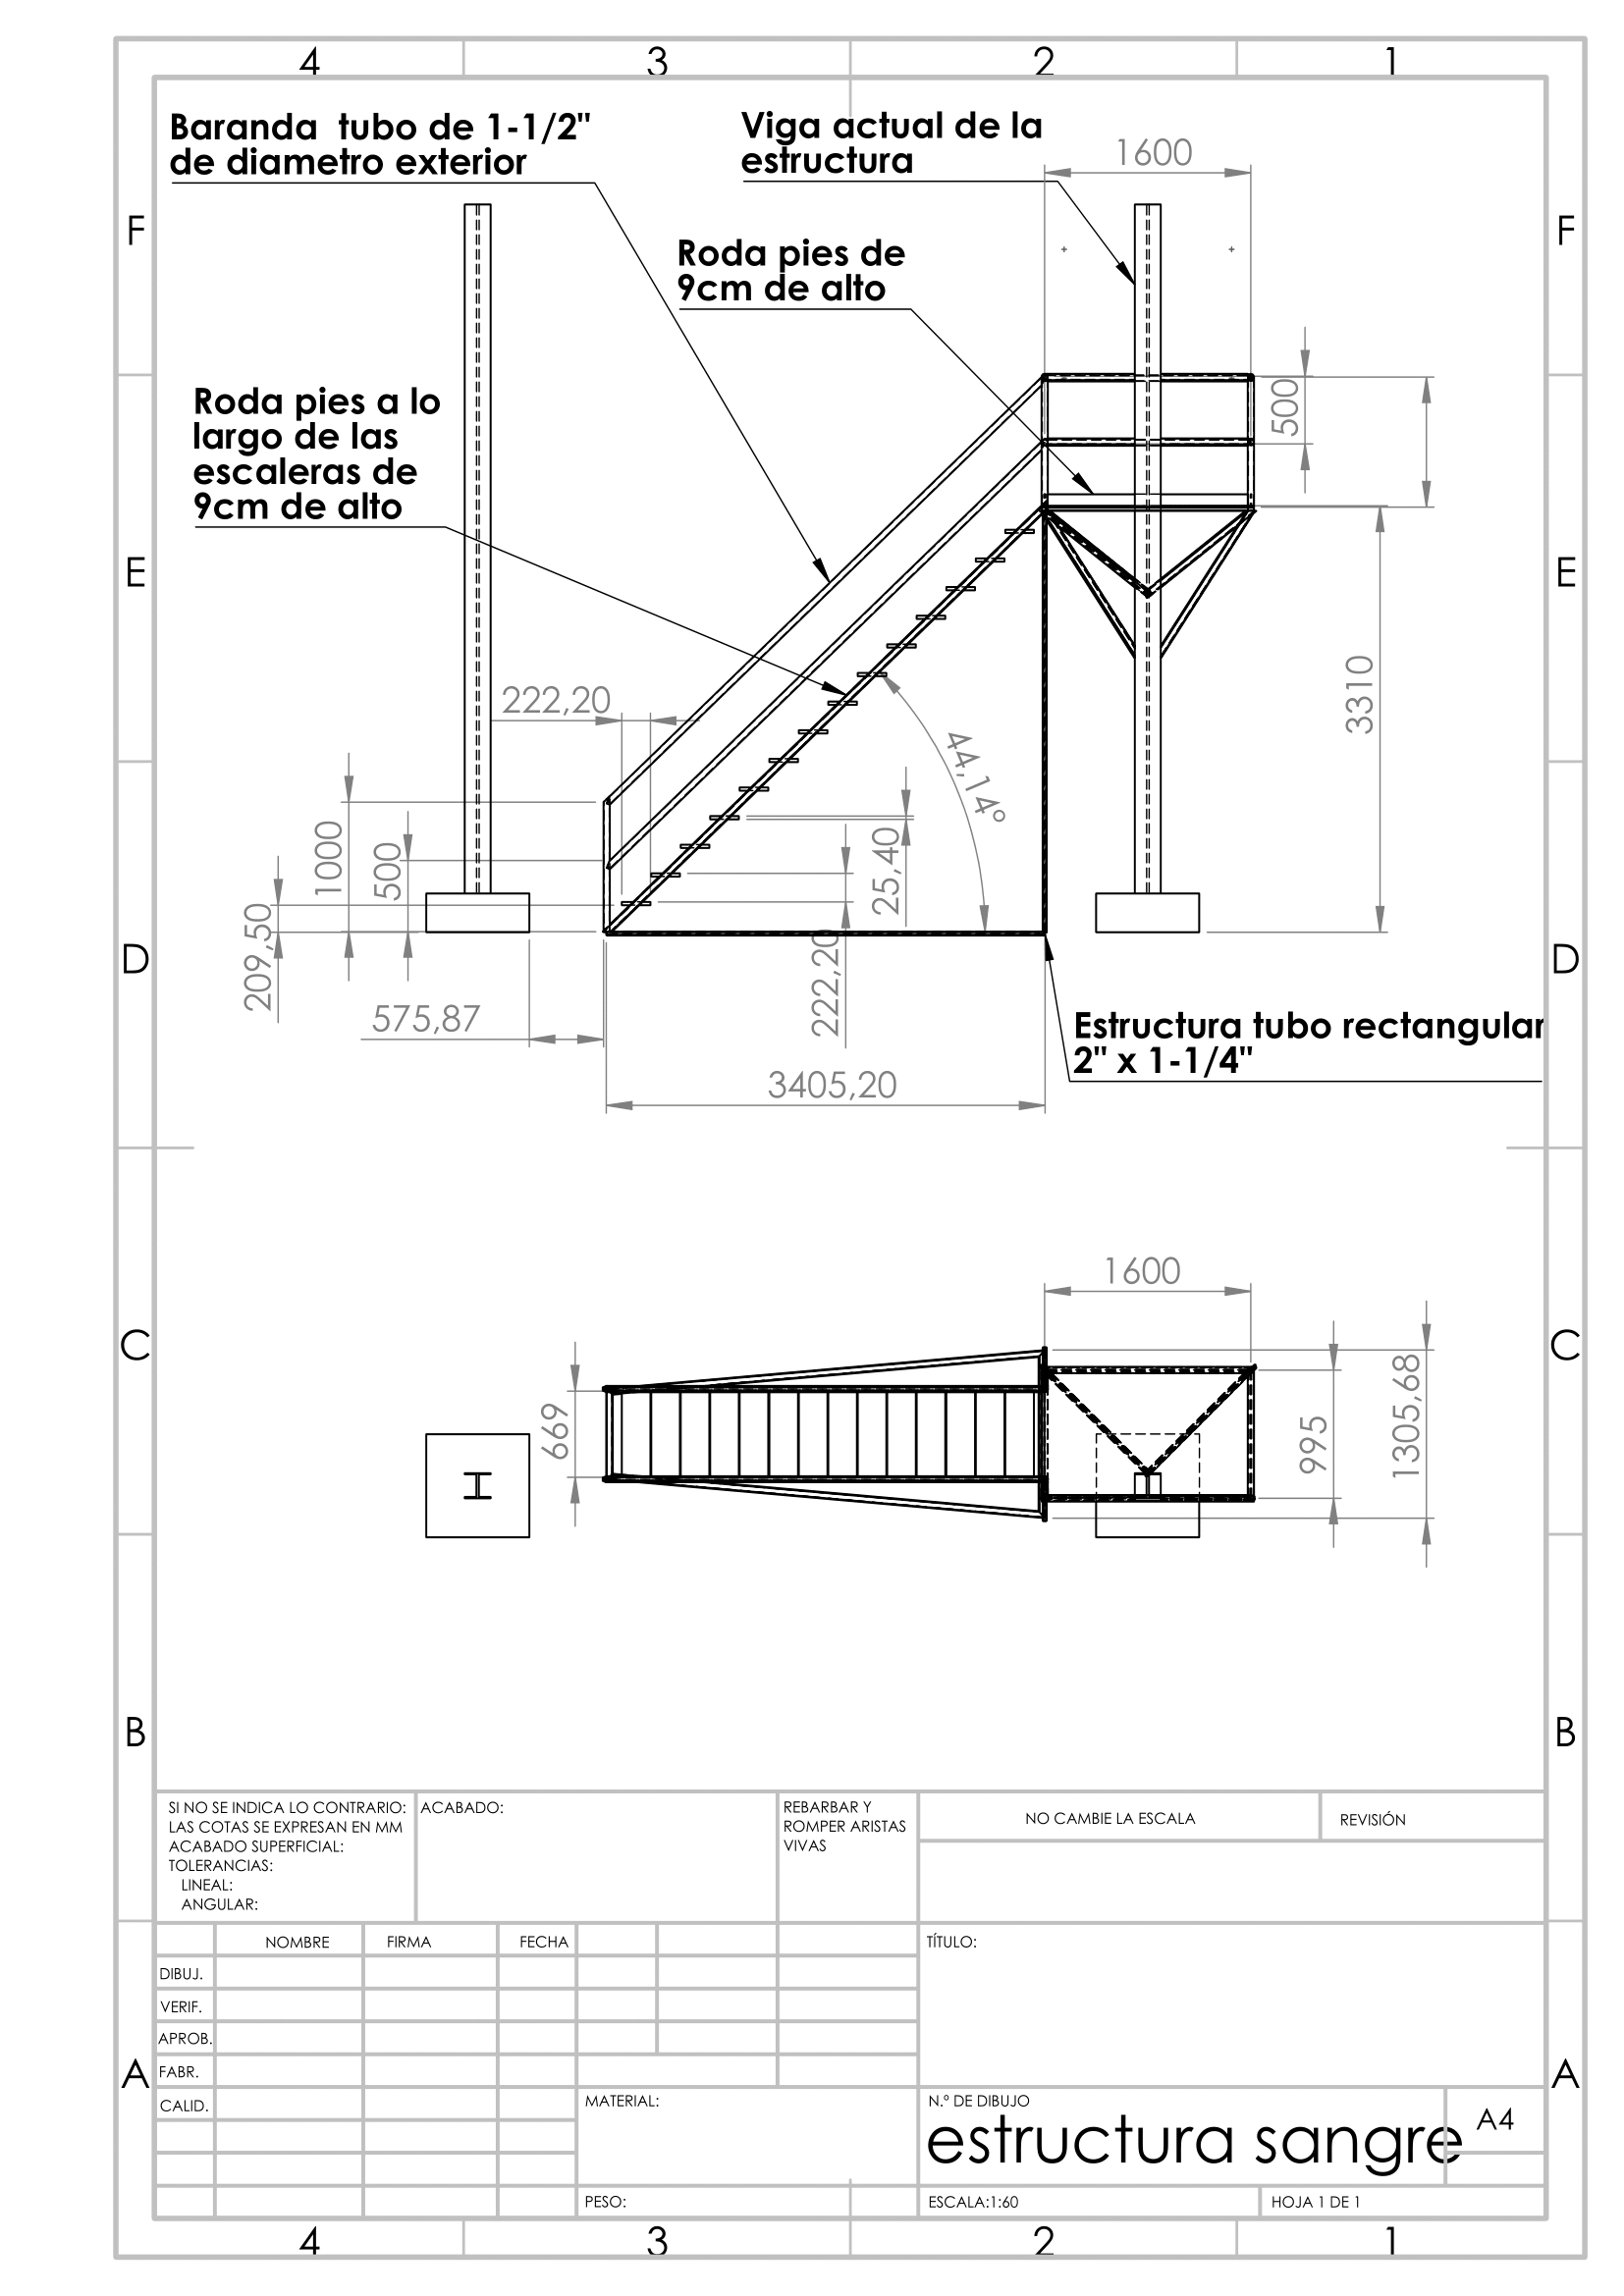 4 3 2 1
Baranda tubo de 1-1/2"
de diametro exterior
Viga actual de la
estructura
1600
F F
Roda pies de
9cm de alto
500
Roda pies a lo
largo de las
escaleras de
9cm de alto
E E
222,20
3310
44,14°
1000
500
25,40
209,50
222,20
D D
575,87
Estructura tubo rectangular
2" x 1-1/4"
3405,20
1600
C C
669
995
1305,68
B B
SI NO SE INDICA LO CONTRARIO:
LAS COTAS SE EXPRESAN EN MM
ACABADO SUPERFICIAL:
TOLERANCIAS:
LINEAL:
ANGULAR:
ACABADO:
REBARBAR Y
ROMPER ARISTAS
VIVAS
NO CAMBIE LA ESCALA
REVISIÓN
NOMBRE FIRMA FECHA
TÍTULO:
DIBUJ.
VERIF.
APROB.
FABR.
CALID.
A A
MATERIAL:
N.º DE DIBUJO
estructura sangre
A4
PESO:
ESCALA:1:60
HOJA 1 DE 1
4 3 2 1